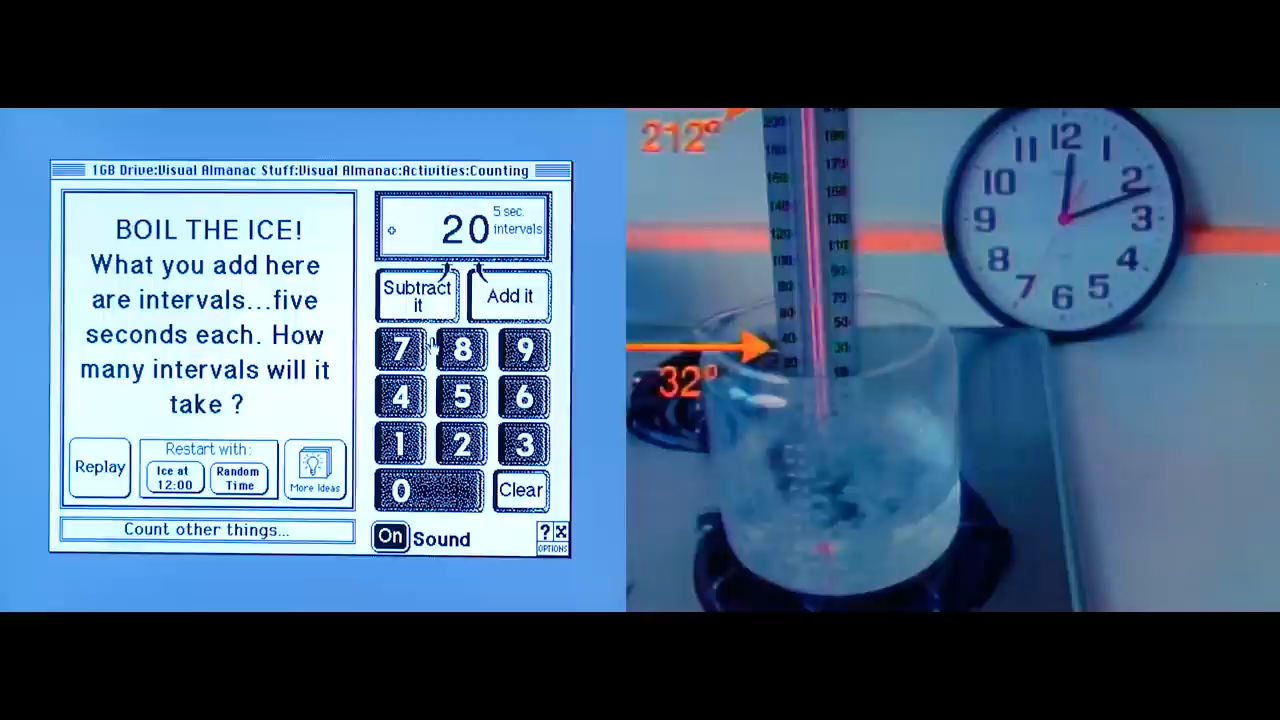 1GB Drive:Visual Almanac Stuff:Visual Almanac:Activities:Counting
BOIL THE ICE!
What you add here
are intervals...five
seconds each. How
many intervals will it
take ?
Replay
Restart with:
Ice at
12:00
Random
Time
More Ideas
Count other things...
+ 20 5 sec.
intervals
Subtract
it
Add it
7 8 9
4 5 6
1 2 3
0 Clear
On Sound
? 
OPTIONS
212°
32°
12
11 1
10 2
9 3
8 4
7 5
6